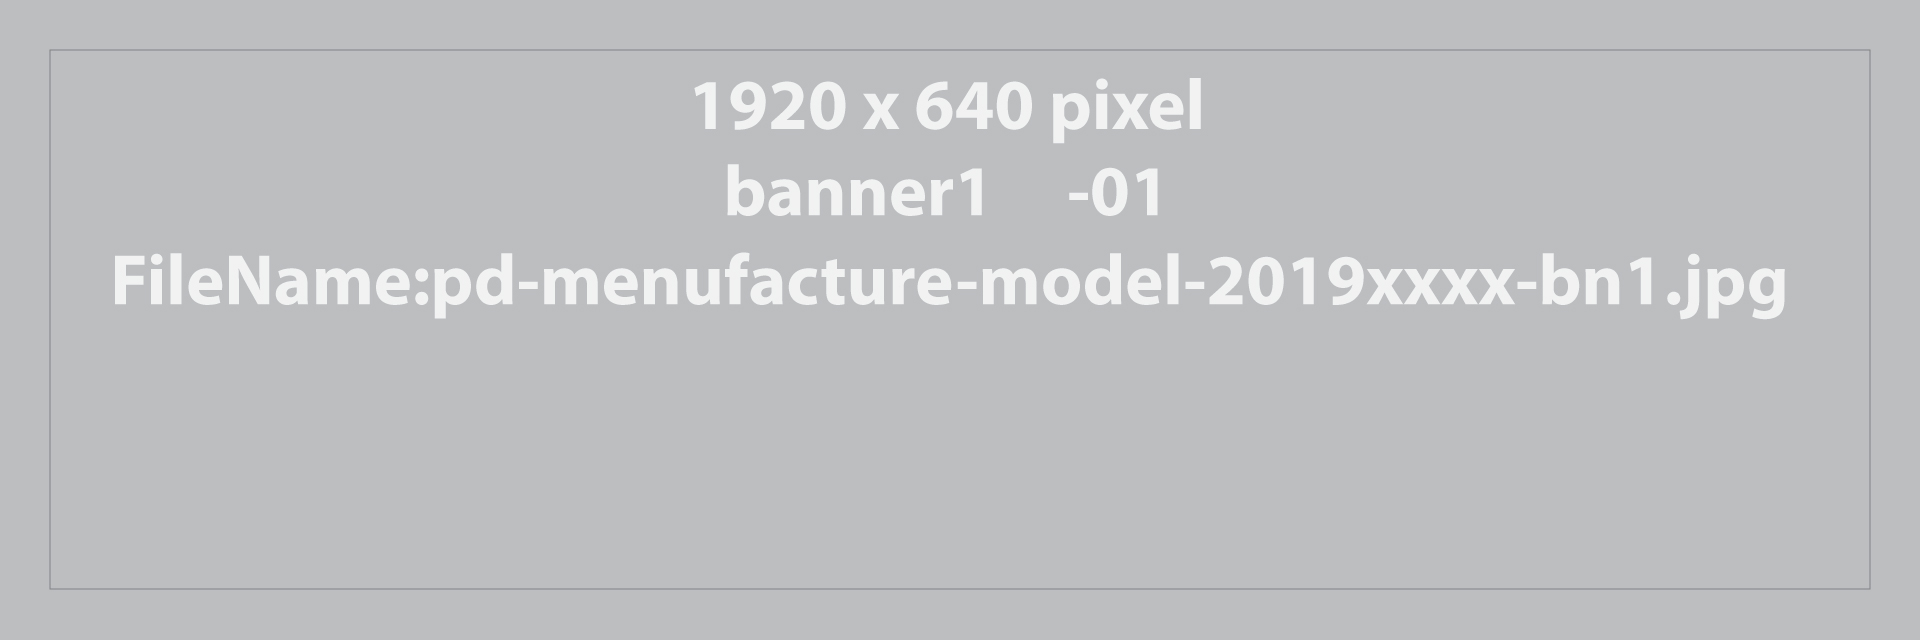 1920 x 640 pixel
banner1 -01
FileName:pd-menufacture-model-2019xxxx-bn1.jpg